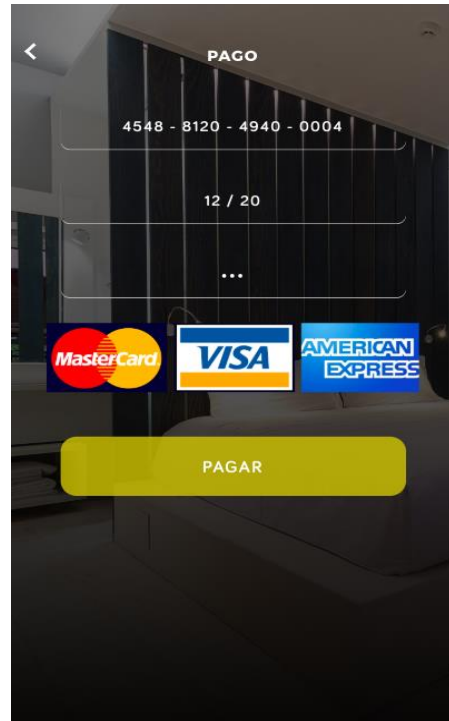 PAGO
4548 - 8120 - 4940 - 0004
12 / 20
...
MasterCard
VISA
AMERICAN
EXPRESS
PAGAR